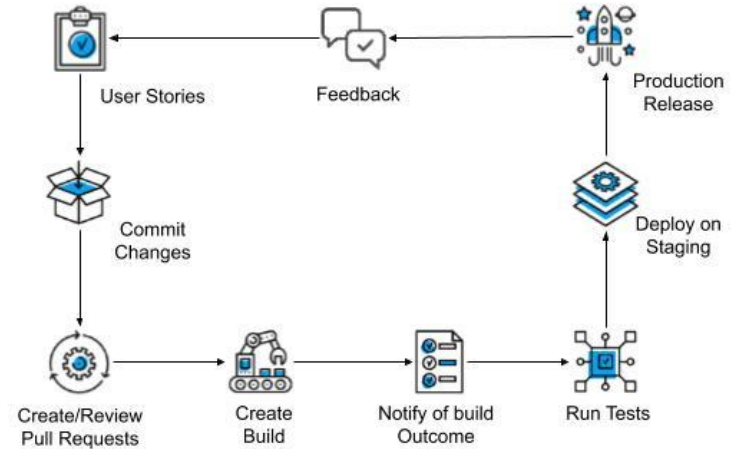 User Stories
Feedback
Production
Release
Commit
Changes
Deploy on
Staging
Create/Review
Pull Requests
Create
Build
Notify of build
Outcome
Run Tests